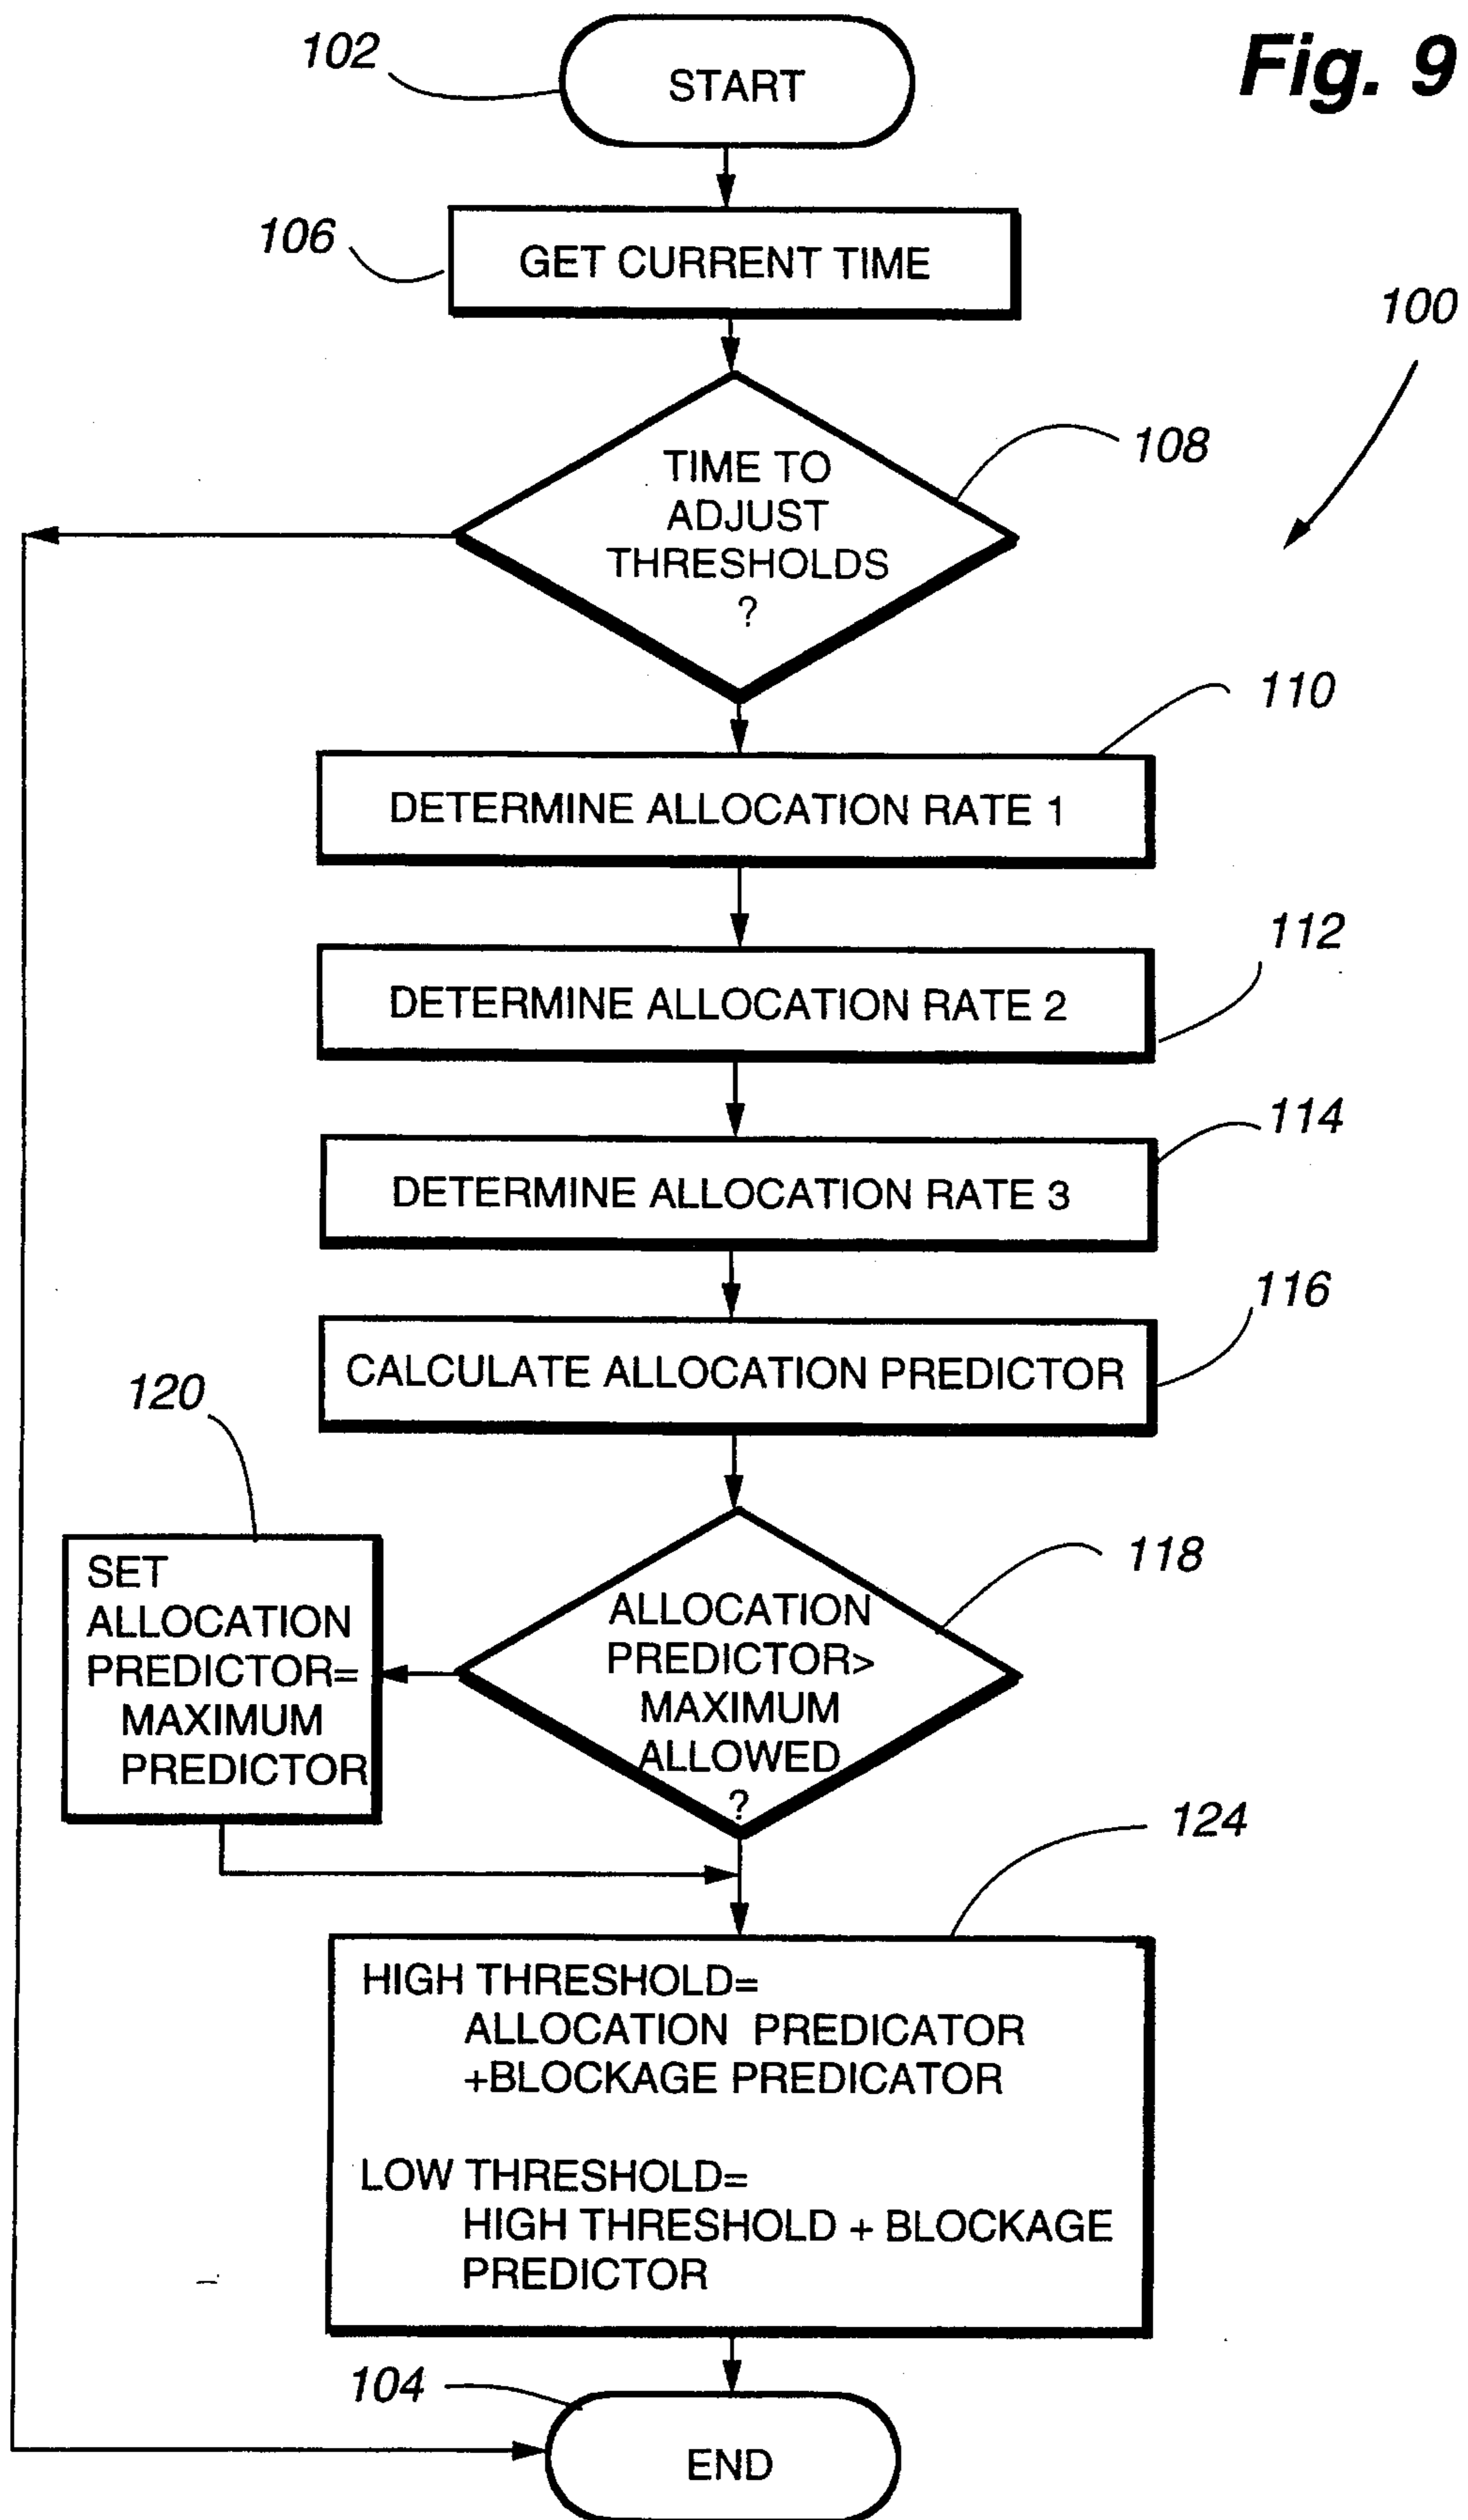 Fig. 9
102
START
106
GET CURRENT TIME
100
108
TIME TO
ADJUST
THRESHOLDS
?
110
DETERMINE ALLOCATION RATE 1
112
DETERMINE ALLOCATION RATE 2
114
DETERMINE ALLOCATION RATE 3
116
CALCULATE ALLOCATION PREDICTOR
120
SET
ALLOCATION
PREDICTOR=
MAXIMUM
PREDICTOR
118
ALLOCATION
PREDICTOR>
MAXIMUM
ALLOWED
?
124
HIGH THRESHOLD=
ALLOCATION PREDICATOR
+BLOCKAGE PREDICATOR
LOW THRESHOLD=
HIGH THRESHOLD + BLOCKAGE
PREDICTOR
104
END